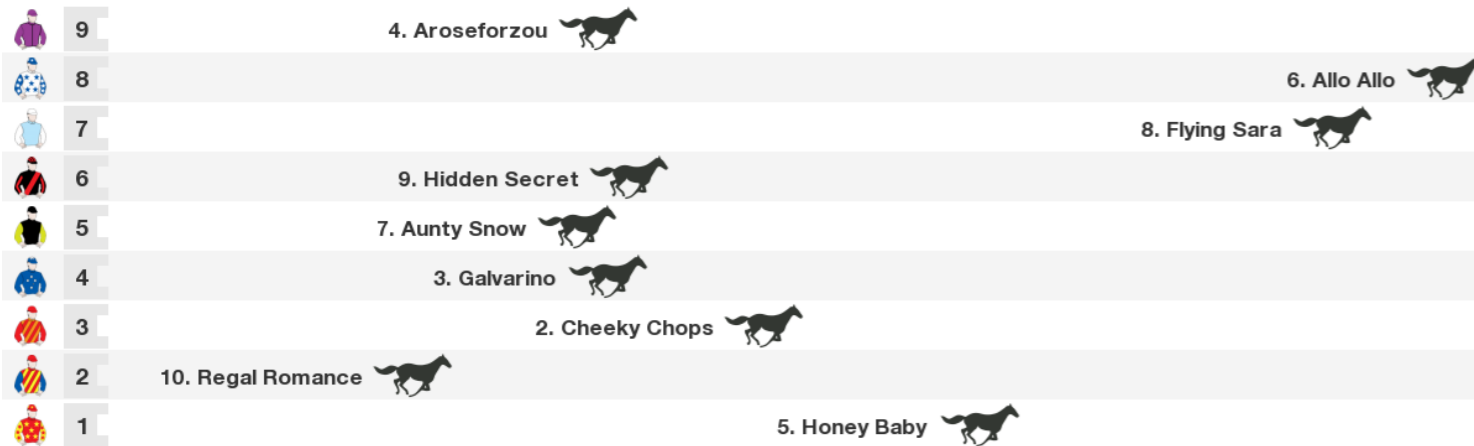 9 4. Aroseforzou
8 6. Allo Allo
7 8. Flying Sara
6 9. Hidden Secret
5 7. Aunty Snow
4 3. Galvarino
3 2. Cheeky Chops
2 10. Regal Romance
1 5. Honey Baby